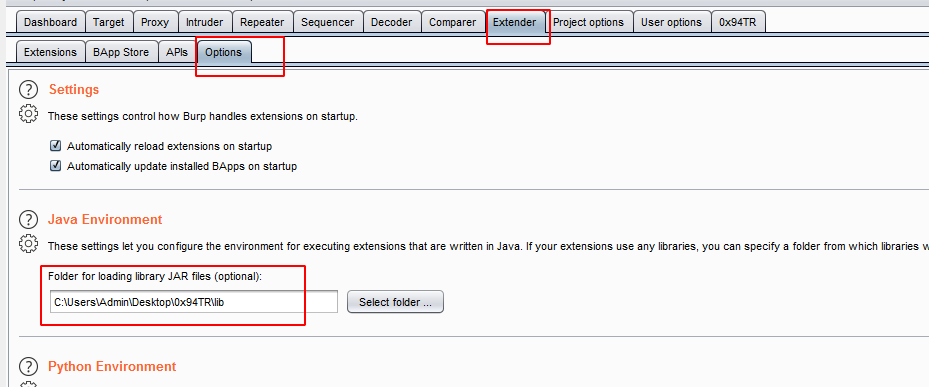 Dashboard Target Proxy Intruder Repeater Sequencer Decoder Comparer Extender Project options User options 0x94TR
Extensions BApp Store APIs Options
Settings
These settings control how Burp handles extensions on startup.
Automatically reload extensions on startup
Automatically update installed BApps on startup
Java Environment
These settings let you configure the environment for executing extensions that are written in Java. If your extensions use any libraries, you can specify a folder from which libraries w
Folder for loading library JAR files (optional):
C:\Users\Admin\Desktop\0x94TR\lib Select folder ...
Python Environment